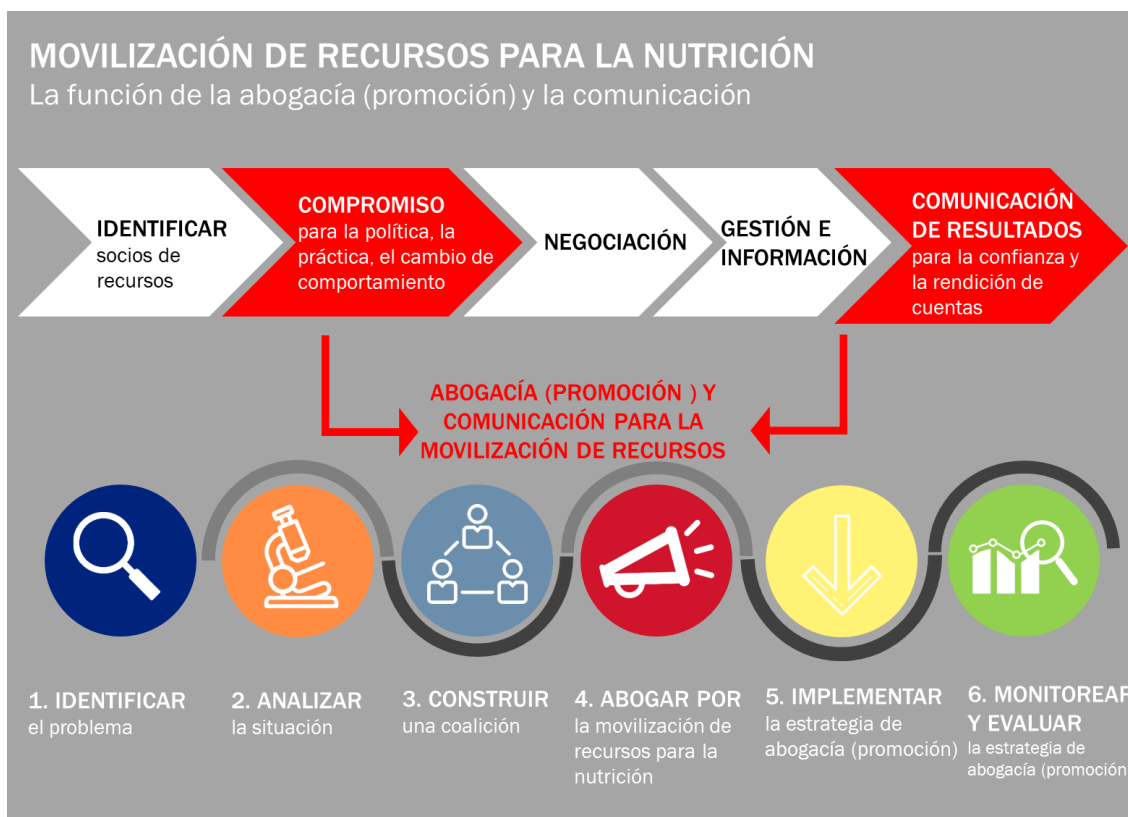 MOVILIZACIÓN DE RECURSOS PARA LA NUTRICIÓN
La función de la abogacía (promoción) y la comunicación
IDENTIFICAR
socios de
recursos
COMPROMISO
para la política, la
práctica, el cambio de
comportamiento
NEGOCIACIÓN
GESTIÓN E
INFORMACIÓN
COMUNICACIÓN
DE RESULTADOS
para la confianza y
la rendición de
cuentas
ABOGACÍA (PROMOCIÓN ) Y
COMUNICACIÓN PARA LA
MOVILIZACIÓN DE RECURSOS
1. IDENTIFICAR
el problema
2. ANALIZAR
la situación
3. CONSTRUIR
una coalición
4. ABOGAR POR
la movilización de
recursos para la
nutrición
5. IMPLEMENTAR
la estrategia de
abogacía (promoción)
6. MONITOREAR
Y EVALUAR
la estrategia de
abogacía (promoción